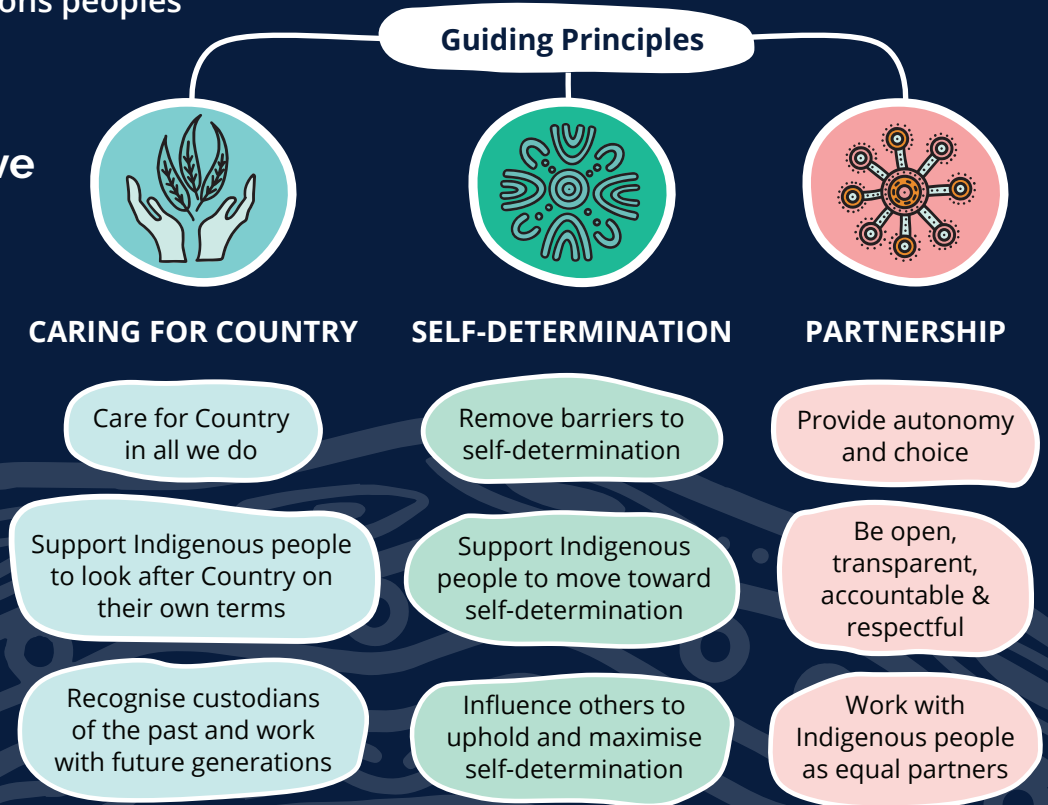 peoples
Guiding Principles
CARING FOR COUNTRY
Care for Country
in all we do
Support Indigenous people
to look after Country on
their own terms
Recognise custodians
of the past and work
with future generations
SELF-DETERMINATION
Remove barriers to
self-determination
Support Indigenous
people to move toward
self-determination
Influence others to
uphold and maximise
self-determination
PARTNERSHIP
Provide autonomy
and choice
Be open,
transparent,
accountable &
respectful
Work with
Indigenous people
as equal partners